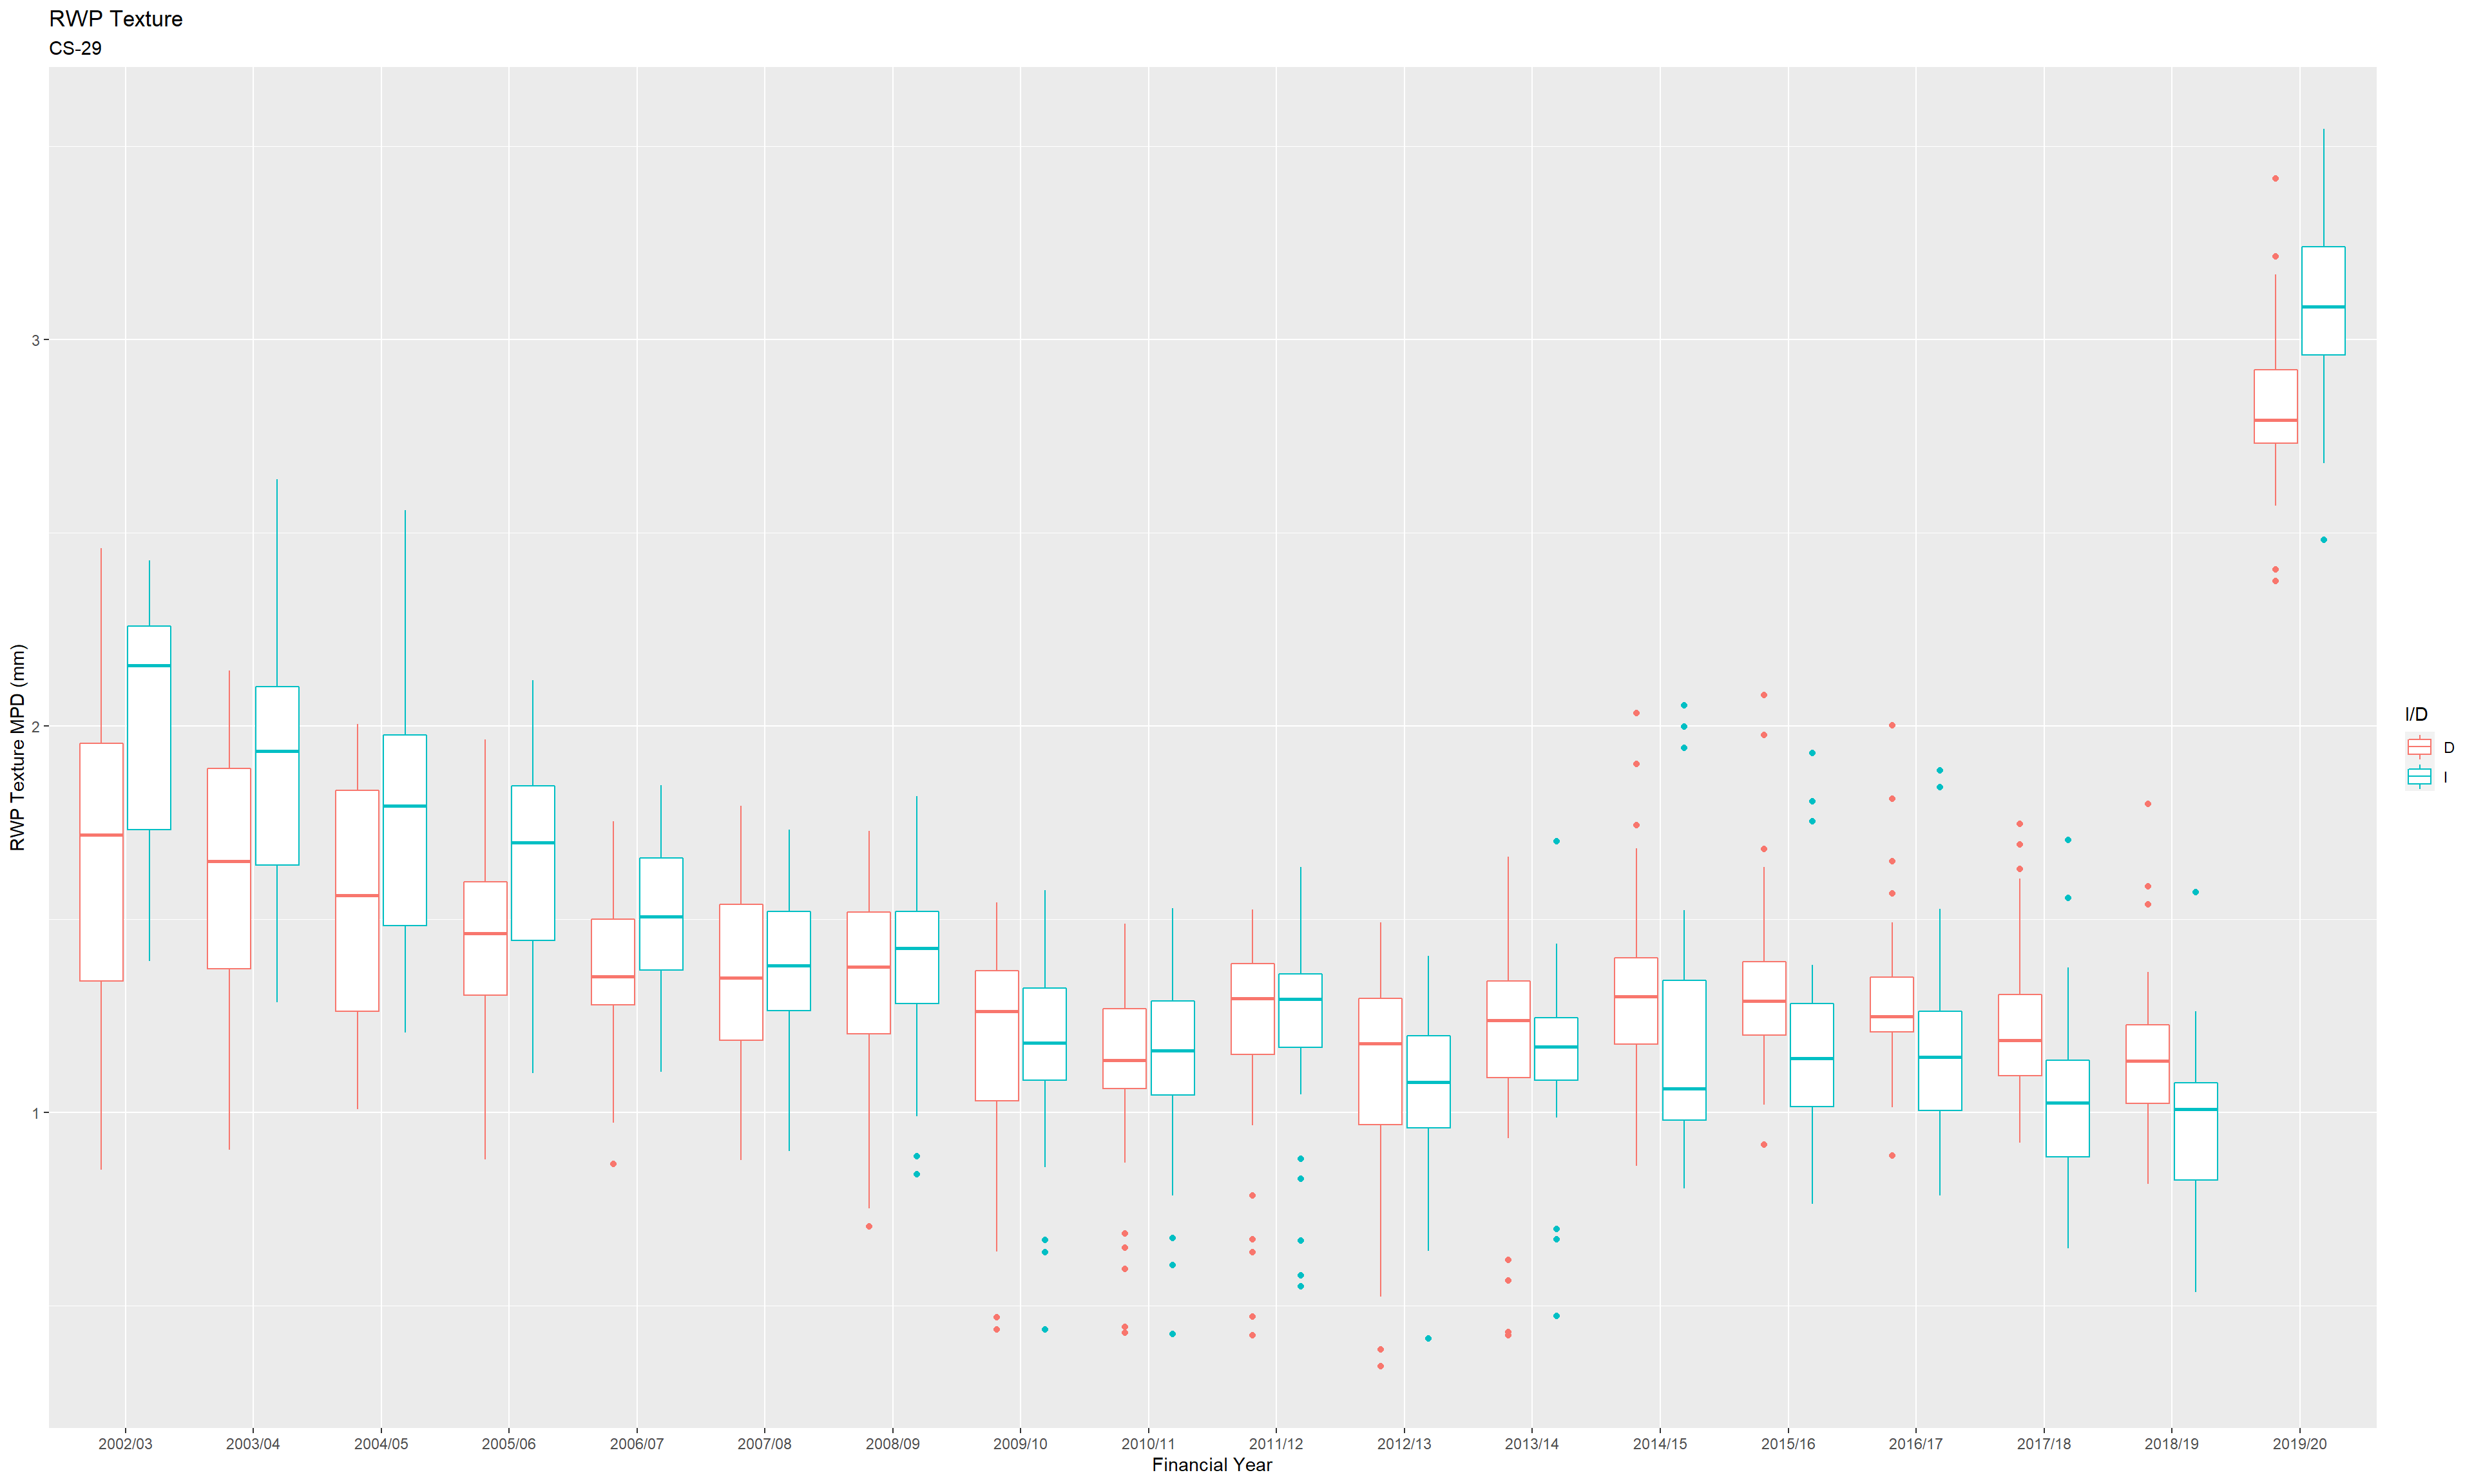 RWP Texture
CS-29
RWP Texture MPD (mm)
3
2
1
2002/03 2003/04 2004/05 2005/06 2006/07 2007/08 2008/09 2009/10 2010/11 2011/12 2012/13 2013/14 2014/15 2015/16 2016/17 2017/18 2018/19 2019/20
Financial Year
I/D
D
I